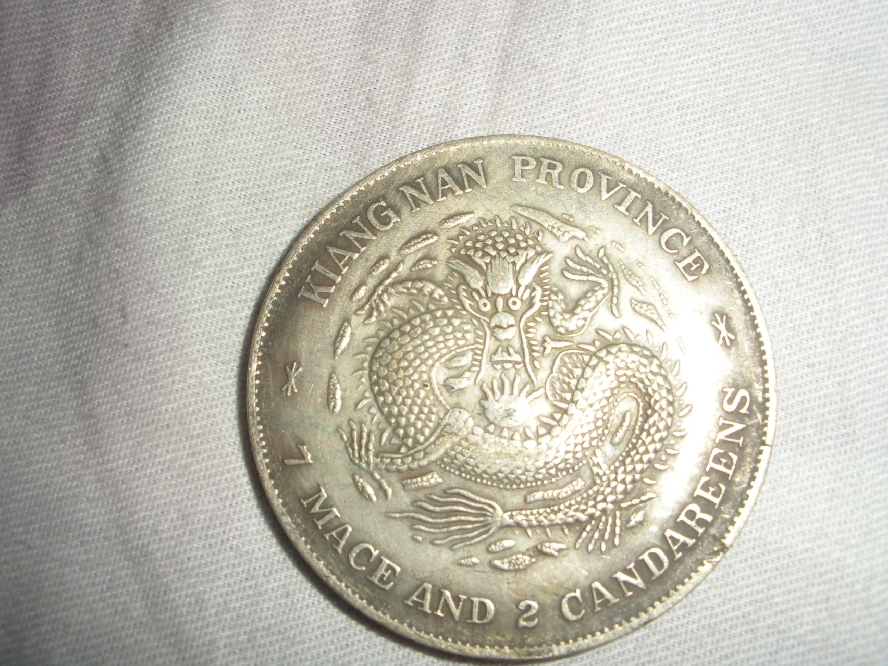 KIANG NAN PROVINCE
7 MACE AND 2 CANDAREENS